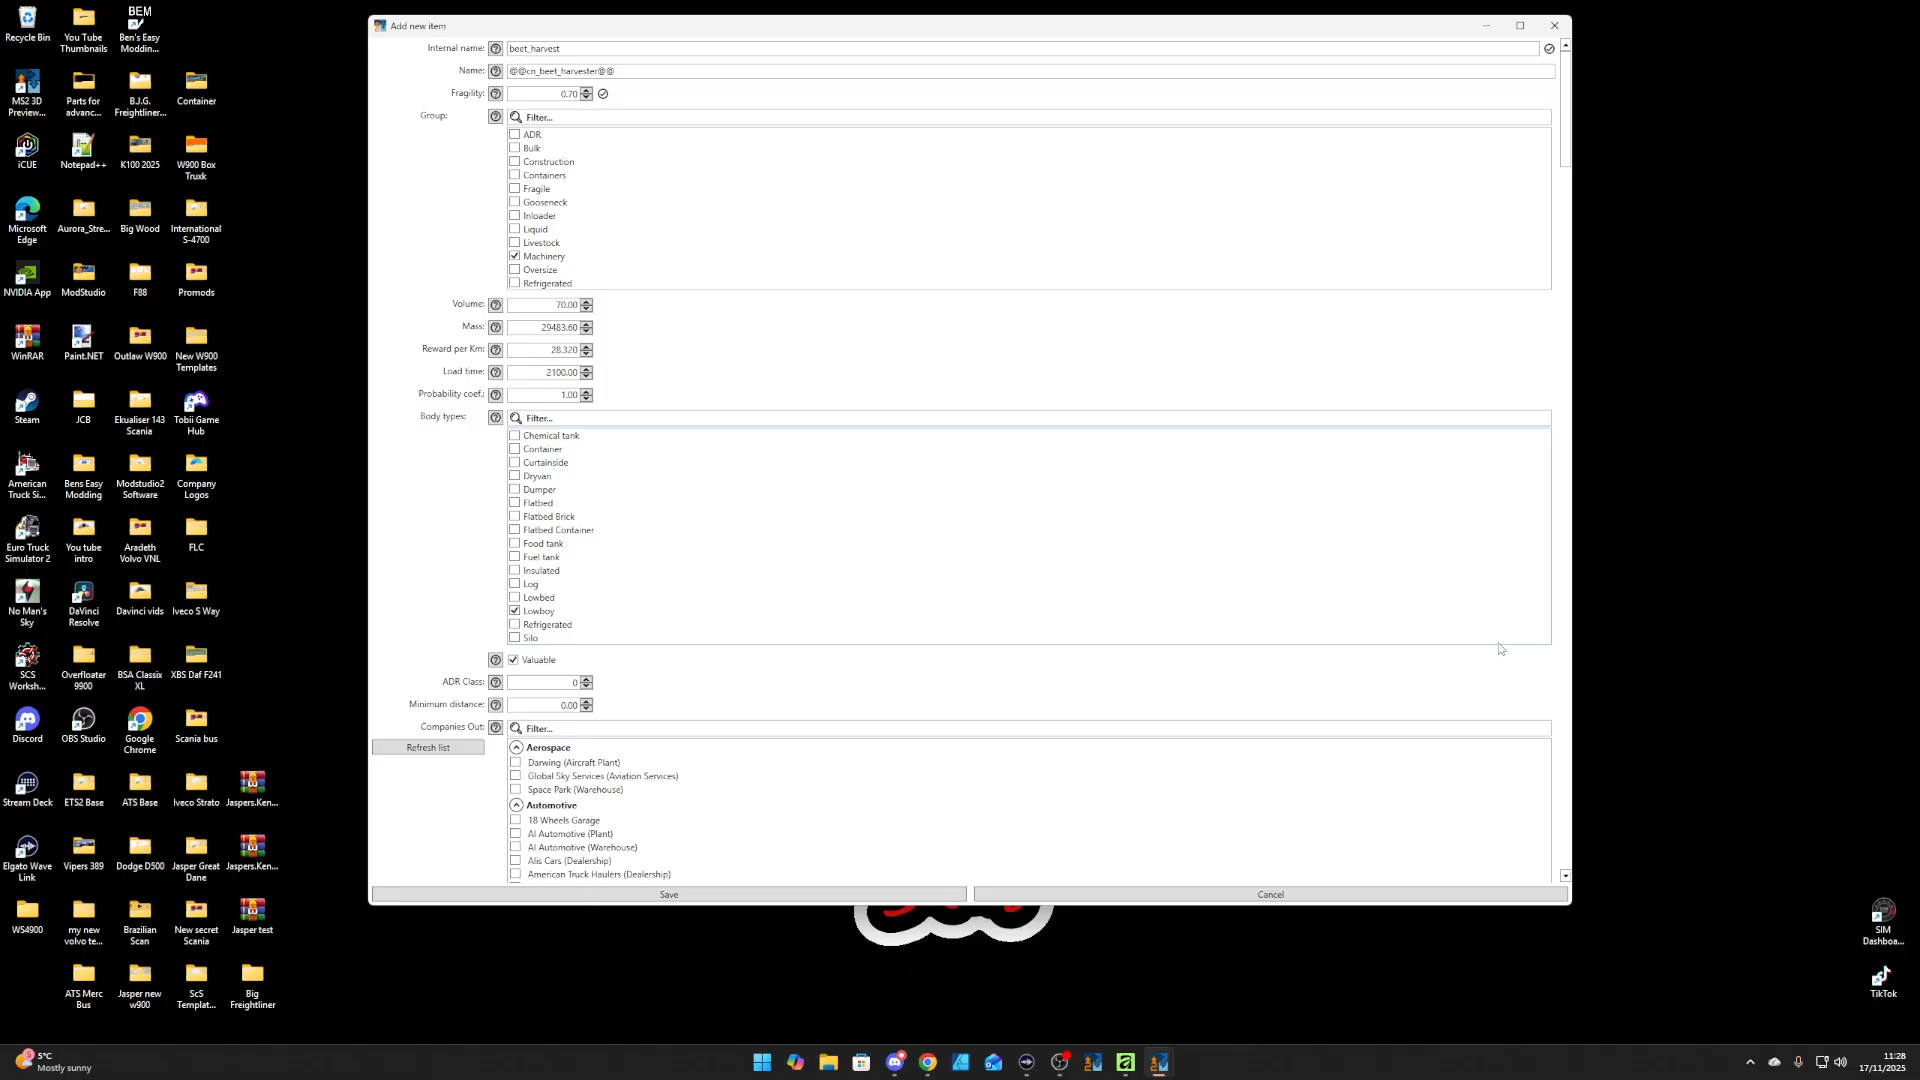 Recycle Bin
You Tube Thumbnails
BEM
Ben's Easy Moddin...
MS2 3D Preview...
Parts for advanc...
B.J.G. Freightliner...
Container
iCUE
Notepad++
K100 2025
W900 Box Truxk
Microsoft Edge
Aurora_Stre...
Big Wood
International S-4700
NVIDIA App
ModStudio
F88
Promods
WinRAR
Paint.NET
Outlaw W900
New W900 Templates
Steam
JCB
Ekualiser 143 Scania
Tobii Game Hub
American Truck Si...
Bens Easy Modding
Modstudio2 Software
Company Logos
Euro Truck Simulator 2
You tube intro
Aradeth Volvo VNL
FLC
No Man's Sky
DaVinci Resolve
Davinci vids
Iveco S Way
SCS Worksh...
Overfloater 9900
BSA Classix XL
XBS Daf F241
Discord
OBS Studio
Google Chrome
Scania bus
Stream Deck
ETS2 Base
ATS Base
Iveco Strato
Jaspers.Ken...
Elgato Wave Link
Vipers 389
Dodge D500
Jasper Great Dane
Jaspers.Ken...
WS4900
my new volvo te...
Brazilian Scan
New secret Scania
Jasper test
ATS Merc Bus
Jasper new w900
ScS Templat...
Big Freightliner
Add new item
Internal name: beet_harvest
Name: @@cn_beet_harvester@@
Fragility: 0.70
Group: Filter...
ADR
Bulk
Construction
Containers
Fragile
Gooseneck
Inloader
Liquid
Livestock
Machinery
Oversize
Refrigerated
Volume: 70.00
Mass: 29483.60
Reward per Km: 28.320
Load time: 2100.00
Probability coef.: 1.00
Body types: Filter...
Chemical tank
Container
Curtainside
Dryvan
Dumper
Flatbed
Flatbed Brick
Flatbed Container
Food tank
Fuel tank
Insulated
Log
Lowbed
Lowboy
Refrigerated
Silo
Valuable
ADR Class: 0
Minimum distance: 0.00
Companies Out: Filter...
Refresh list
Aerospace
Darwing (Aircraft Plant)
Global Sky Services (Aviation Services)
Space Park (Warehouse)
Automotive
18 Wheels Garage
AI Automotive (Plant)
AI Automotive (Warehouse)
Alis Cars (Dealership)
American Truck Haulers (Dealership)
Save
Cancel
SIM Dashboa...
TikTok
5°C
Mostly sunny
11:28
17/11/2025